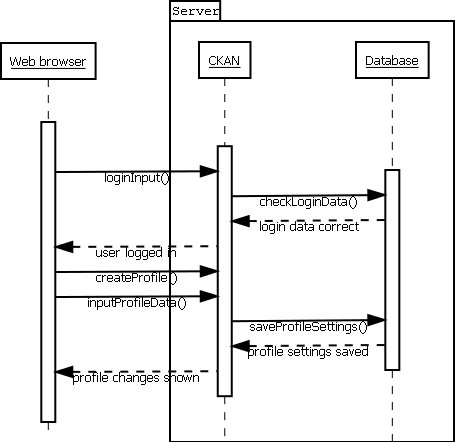 Server
Web browser
CKAN
Database
loginInput()
checkLoginData()
login data correct
user logged in
createProfile()
inputProfileData()
saveProfileSettings()
profile settings saved
profile changes shown